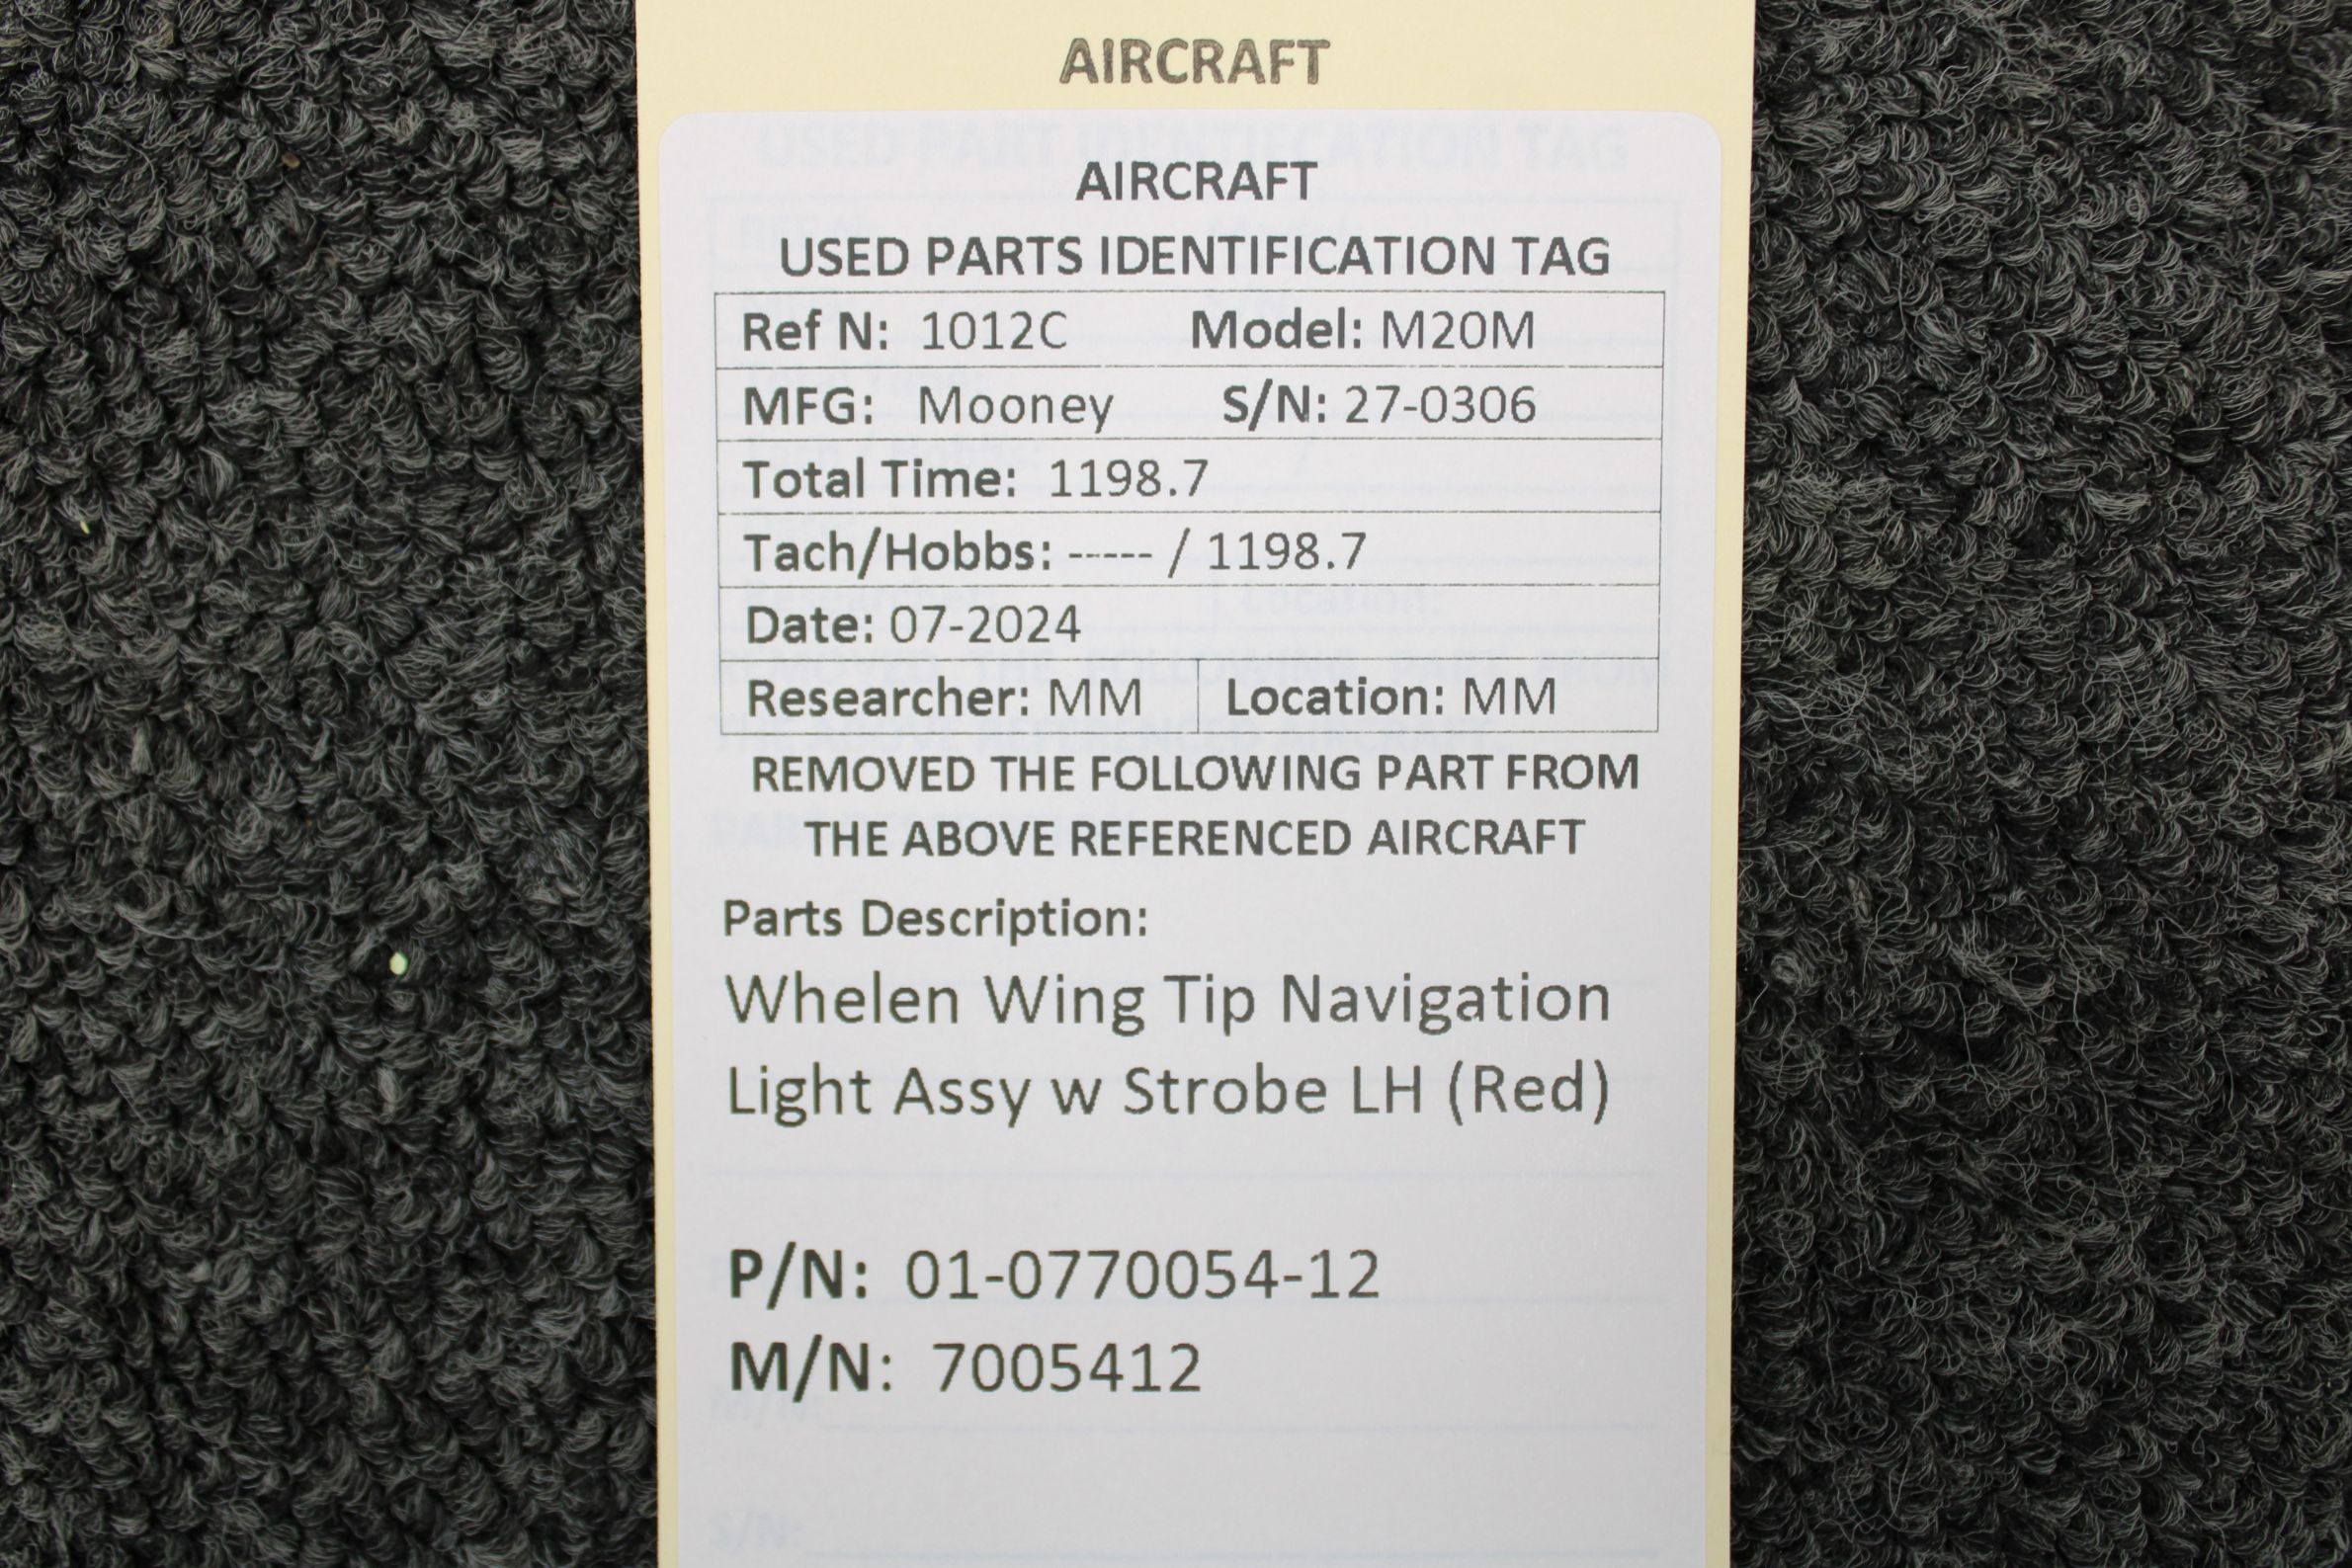 AIRCRAFT
AIRCRAFT
USED PARTS IDENTIFICATION TAG
Ref N: 1012C Model: M20M
MFG: Mooney S/N: 27-0306
Total Time: 1198.7
Tach/Hobbs: ----- / 1198.7
Date: 07-2024
Researcher: MM Location: MM
REMOVED THE FOLLOWING PART FROM
THE ABOVE REFERENCED AIRCRAFT
Parts Description:
Whelen Wing Tip Navigation
Light Assy w Strobe LH (Red)
P/N: 01-0770054-12
M/N: 7005412
S/N: